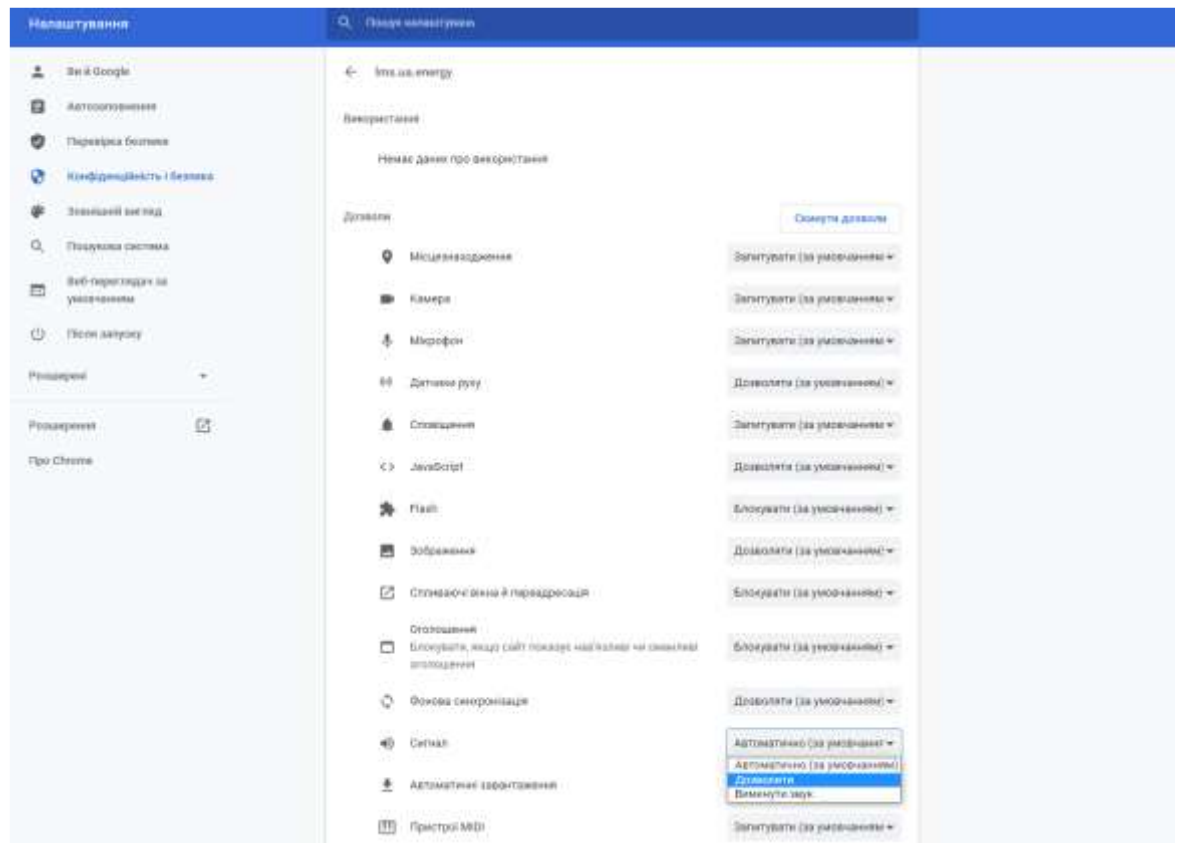 Налаштування
Пошук налаштувань
Ви й Google
Автозаповнення
Перевірка безпеки
Конфіденційність і безпека
Зовнішній вигляд
Пошукова система
Веб-переглядач за
умовчанням
Після запуску
Розширені
Розширення
Про Chrome
lms.ua.energy
Використання
Немає даних про використання
Дозволи
Скинути дозволи
Місцезнаходження
Запитувати (за умовчанням
Камера
Запитувати (за умовчанням
Мікрофон
Запитувати (за умовчанням
Датчики руху
Дозволяти (за умовчанням)
Сповіщення
Запитувати (за умовчанням
JavaScript
Дозволяти (за умовчанням)
Flash
Блокувати (за умовчанням)
Зображення
Дозволяти (за умовчанням)
Спливаючі вікна й переадресація
Блокувати (за умовчанням)
Оголошення
Блокувати, якщо сайт показує нав'язливі чи оманливі
оголошення
Блокувати (за умовчанням)
Фонова синхронізація
Дозволяти (за умовчанням)
Сигнал
Автоматично (за умовчанн
Автоматично (за умовчанням)
Дозволити
Вимкнути звук
Автоматичні завантаження
Пристрої MIDI
Запитувати (за умовчанням